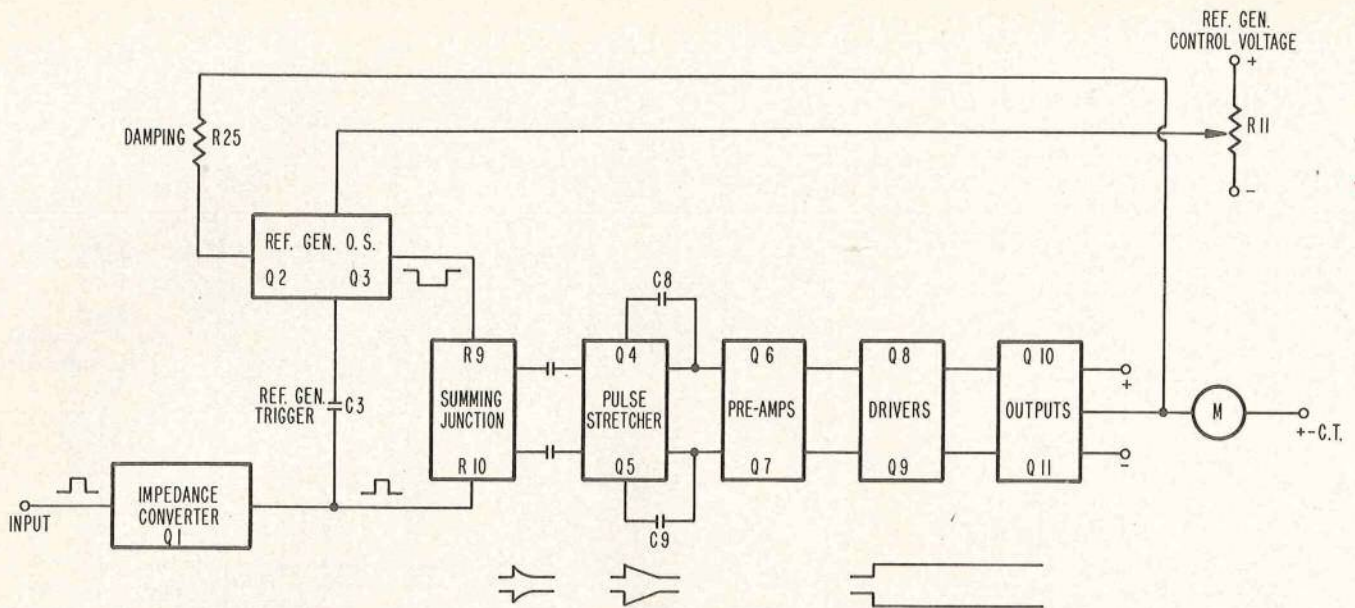 REF. GEN.
CONTROL VOLTAGE
+
R11
-
DAMPING
R25
REF. GEN. O.S.
Q2 Q3
REF. GEN.
TRIGGER
C3
INPUT
IMPEDANCE
CONVERTER
Q1
R9
SUMMING
JUNCTION
R10
C8
Q4
PULSE
STRETCHER
Q5
C9
Q6
PRE-AMPS
Q7
Q8
DRIVERS
Q9
Q10
OUTPUTS
Q11
+
-
M
+-C.T.